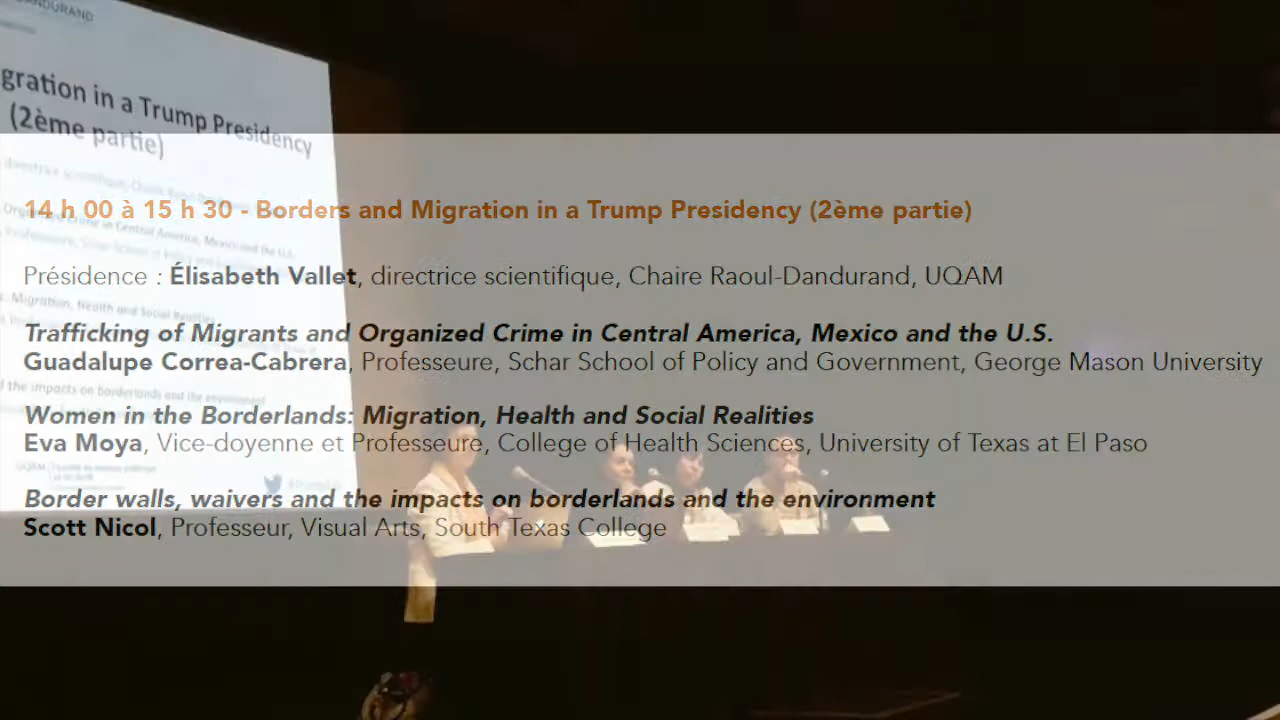 DANDURAND
gration in a Trump Presidency
(2ème partie)
14 h 00 à 15 h 30 - Borders and Migration in a Trump Presidency (2ème partie)
Présidence : Élisabeth Vallet, directrice scientifique, Chaire Raoul-Dandurand, UQAM
Trafficking of Migrants and Organized Crime in Central America, Mexico and the U.S.
Guadalupe Correa-Cabrera, Professeure, Schar School of Policy and Government, George Mason University
Women in the Borderlands: Migration, Health and Social Realities
Eva Moya, Vice-doyenne et Professeure, College of Health Sciences, University of Texas at El Paso
Border walls, waivers and the impacts on borderlands and the environment
Scott Nicol, Professeur, Visual Arts, South Texas College